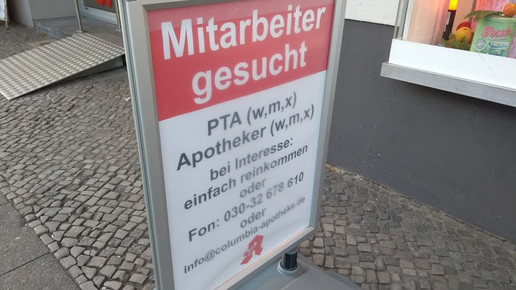 Mitarbeiter
gesucht
PTA (w,m,x)
Apotheker (w,m,x)
bei Interesse:
einfach reinkommen
oder
Fon: 030-32 678 610
oder
info@columbia-apotheke.de